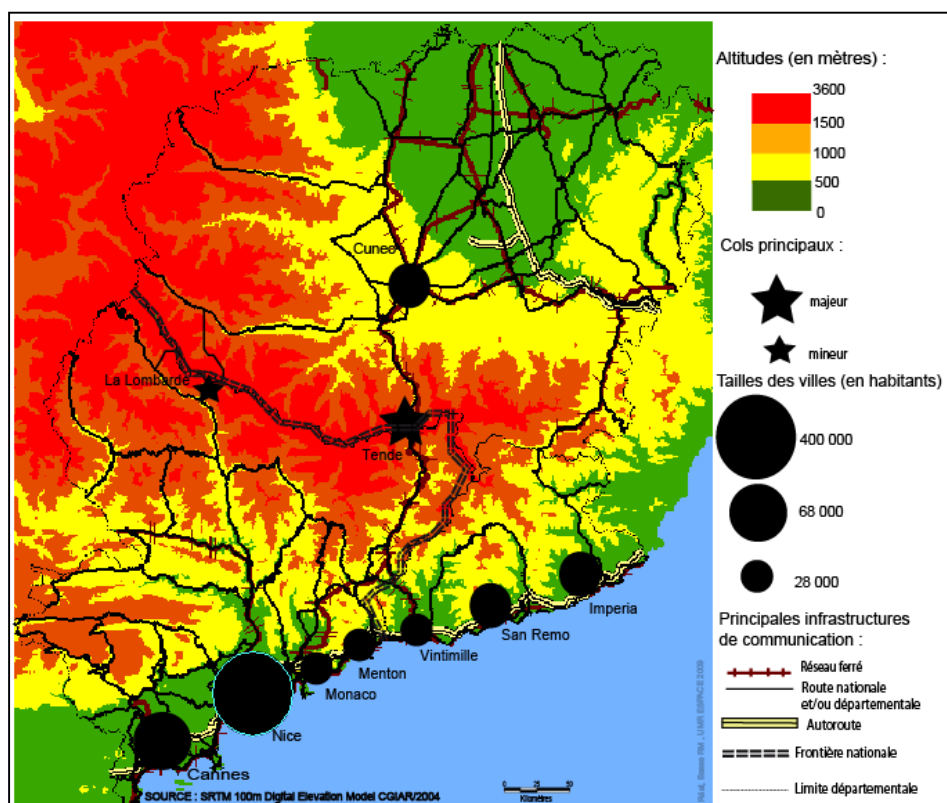 Cuneo
La Lombarde
Tende
Imperia
San Remo
Vintimille
Menton
Monaco
Nice
Cannes
Kilomètres
SOURCE : SRTM 100m Digital Elevation Model CGIAR/2004
UMR ESPACE 2009
Altitudes (en mètres) :
3600
1500
1000
500
0
Cols principaux :
majeur
mineur
Tailles des villes (en habitants)
400 000
68 000
28 000
Principales infrastructures
de communication :
Réseau ferré
Route nationale
et/ou départementale
Autoroute
Frontière nationale
Limite départementale